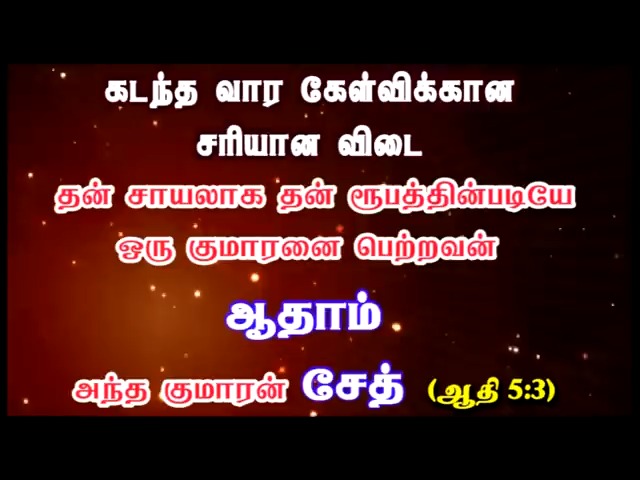 கடந்த வார கேள்விக்கான
சரியான விடை
தன் சாயலாக தன் ரூபத்தின்படியே
ஒரு குமாரனை பெற்றவன்
ஆதாம்
அந்த குமாரன் சேத் (ஆதி 5:3)